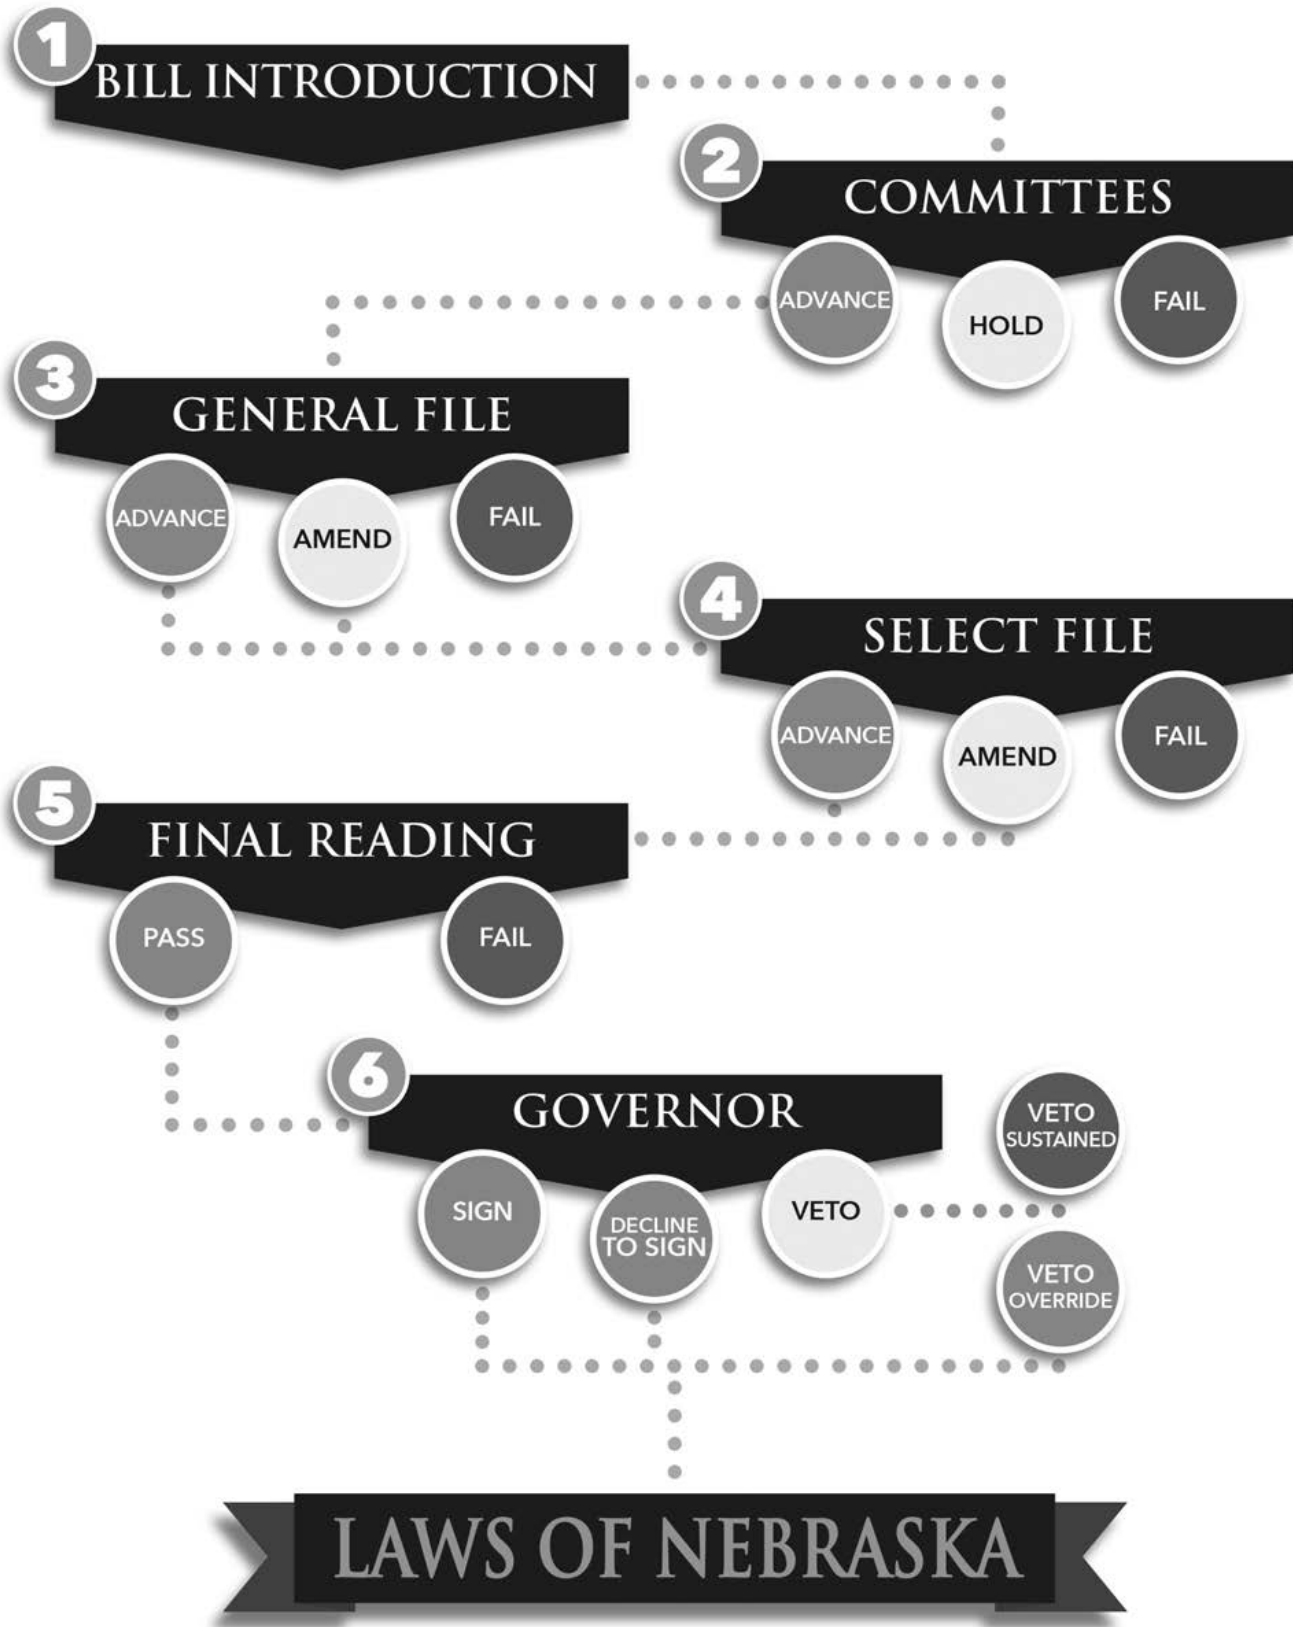 1
BILL INTRODUCTION
2
COMMITTEES
ADVANCE
HOLD
FAIL
3
GENERAL FILE
ADVANCE
AMEND
FAIL
4
SELECT FILE
ADVANCE
AMEND
FAIL
5
FINAL READING
PASS
FAIL
6
GOVERNOR
SIGN
DECLINE
TO SIGN
VETO
VETO
SUSTAINED
VETO
OVERRIDE
LAWS OF NEBRASKA